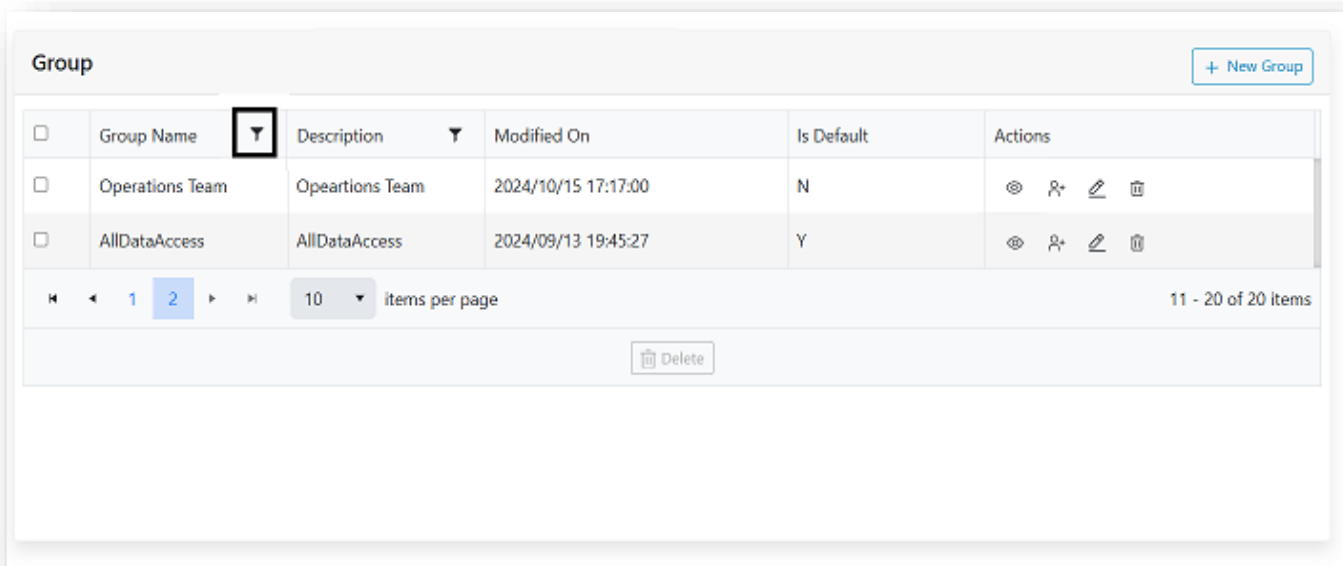 Group
+ New Group
Group Name Description Modified On Is Default Actions
Operations Team Opeartions Team 2024/10/15 17:17:00 N
AllDataAccess AllDataAccess 2024/09/13 19:45:27 Y
1 2 10 items per page 11 - 20 of 20 items
Delete